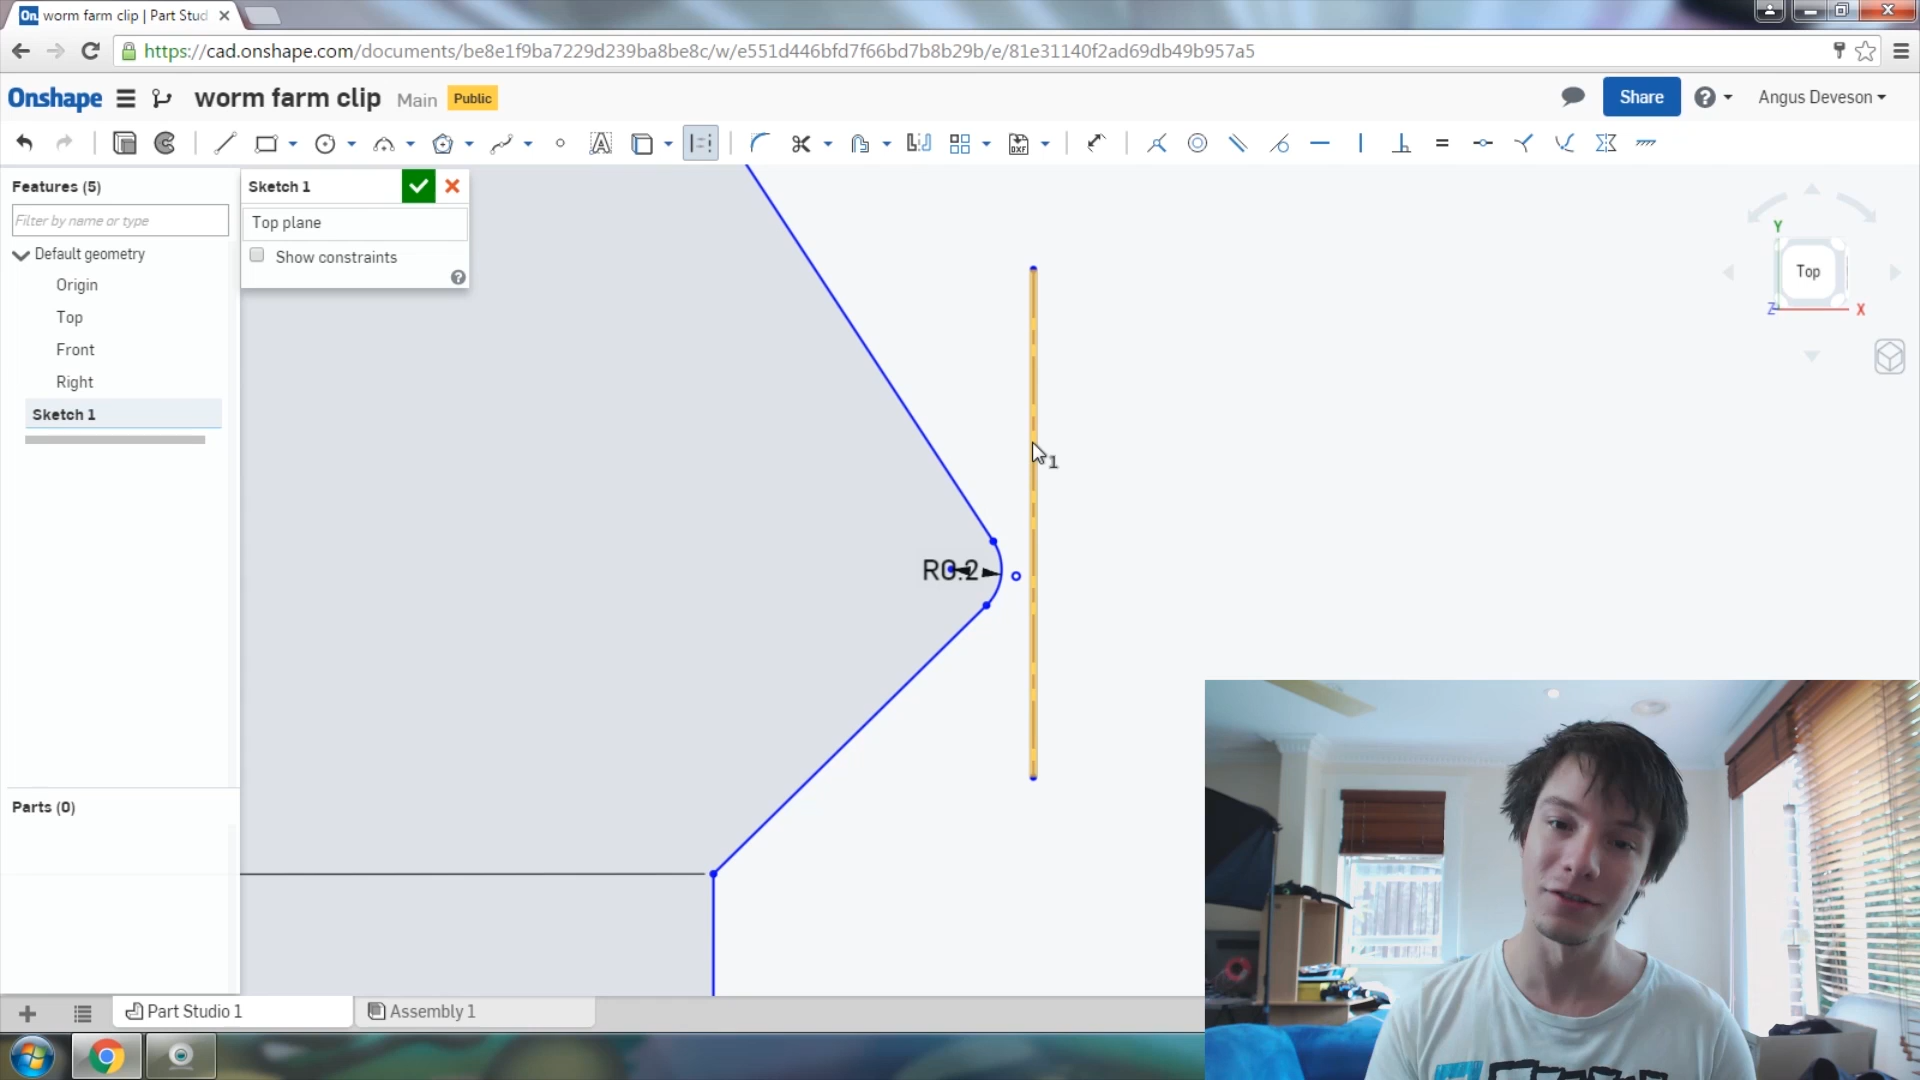 On worm farm clip | Part Stud
https://cad.onshape.com/documents/be8e1f9ba7229d239ba8be8c/w/e551d446bfd7f66bd7b8b29b/e/81e31140f2ad69db49b957a5
Onshape worm farm clip Main Public Share Angus Deveson
DXF
Features (5)
Filter by name or type
Default geometry
Origin
Top
Front
Right
Sketch 1
Sketch 1
Top plane
Show constraints
Y
Top
Z X
1
R0.2
Parts (0)
Part Studio 1
Assembly 1